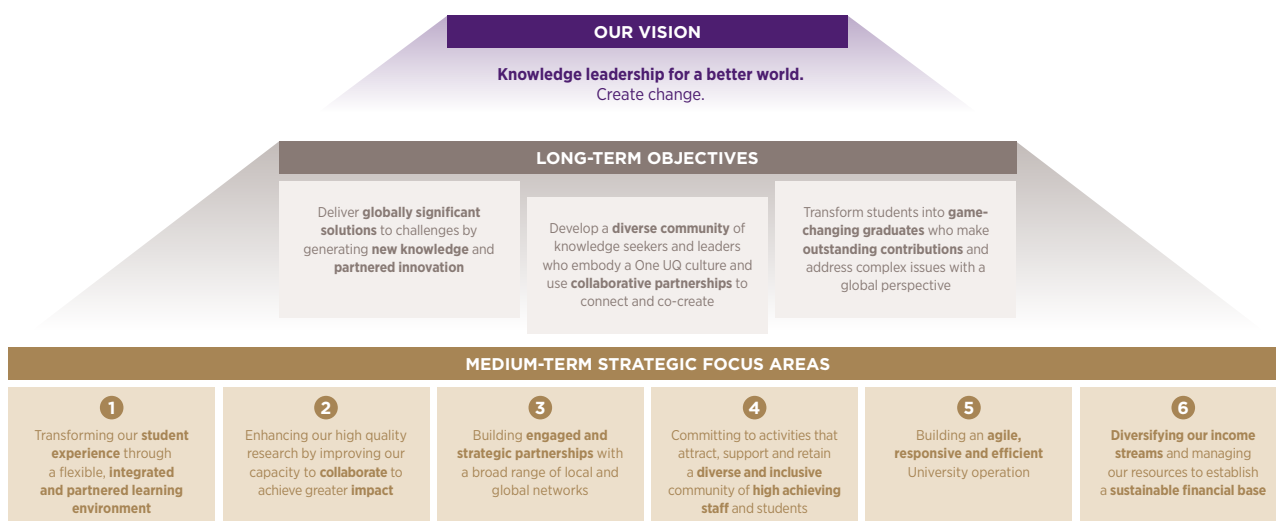 OUR VISION
Knowledge leadership for a better world.
Create change.
LONG-TERM OBJECTIVES
Deliver globally significant
solutions to challenges by
generating new knowledge and
partnered innovation
Develop a diverse community of
knowledge seekers and leaders
who embody a One UQ culture and
use collaborative partnerships to
connect and co-create
Transform students into game-
changing graduates who make
outstanding contributions and
address complex issues with a
global perspective
MEDIUM-TERM STRATEGIC FOCUS AREAS
1
Transforming our student
experience through
a flexible, integrated
and partnered learning
environment
2
Enhancing our high quality
research by improving our
capacity to collaborate to
achieve greater impact
3
Building engaged and
strategic partnerships with
a broad range of local and
global networks
4
Committing to activities that
attract, support and retain
a diverse and inclusive
community of high achieving
staff and students
5
Building an agile,
responsive and efficient
University operation
6
Diversifying our income
streams and managing
our resources to establish
a sustainable financial base